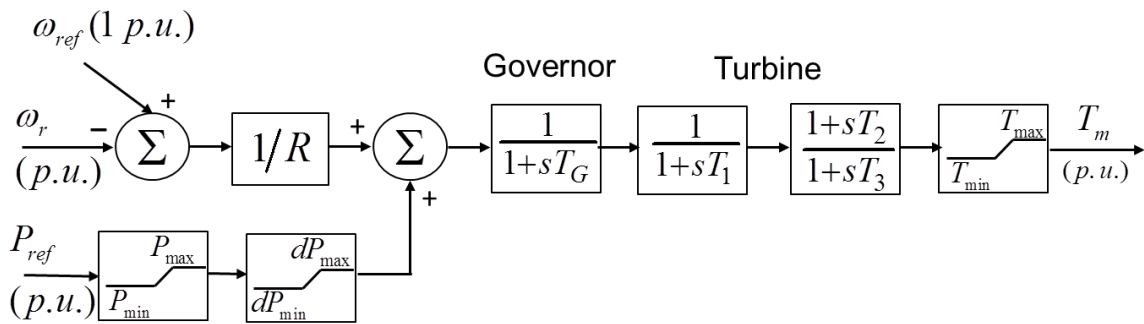 ω_ref (1 p.u.)
Governor
Turbine
+
ω_r
−
(p.u.)
Σ
1/R
+
Σ
+
1
1+sT_G
1
1+sT_1
1+sT_2
1+sT_3
T_max
T_min
T_m
(p.u.)
P_ref
(p.u.)
P_max
P_min
dP_max
dP_min